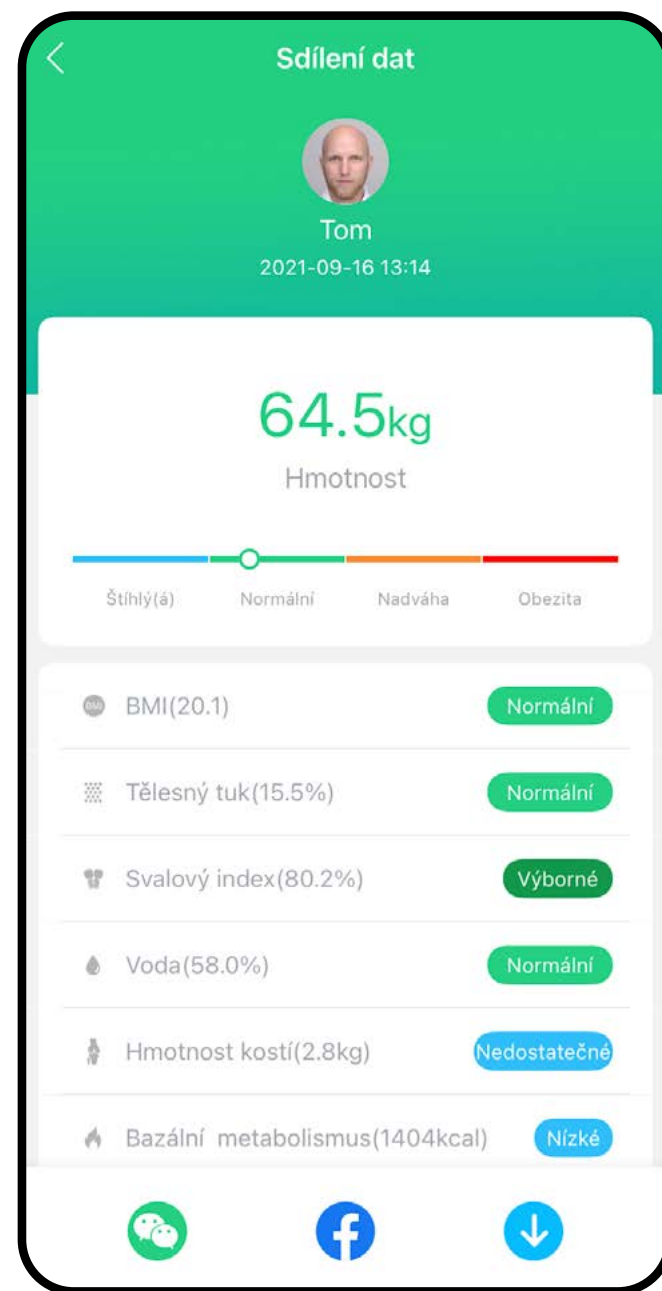 Sdílení dat
Tom
2021-09-16 13:14
64.5kg
Hmotnost
Štíhlý(á) Normální Nadváha Obezita
BMI BMI(20.1) Normální
Tělesný tuk(15.5%) Normální
Svalový index(80.2%) Výborné
Voda(58.0%) Normální
Hmotnost kostí(2.8kg) Nedostatečné
Bazální metabolismus(1404kcal) Nízké